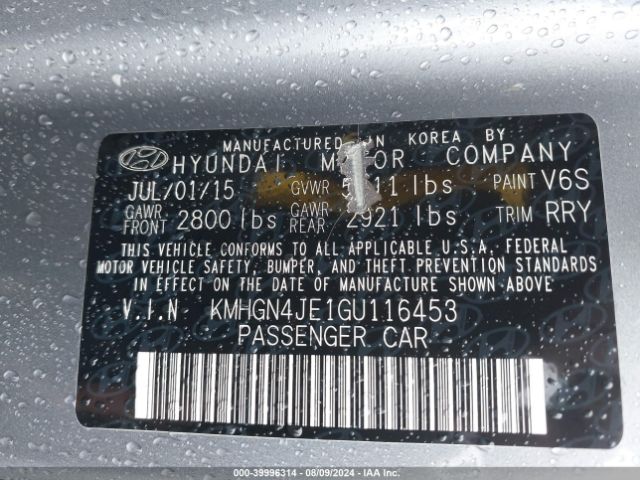 MANUFACTURED IN KOREA BY
HYUNDAI MOTOR COMPANY
JUL/01/15 GVWR lbs PAINT V6S
GAWR FRONT 2800 lbs GAWR REAR 2921 lbs TRIM RRY
THIS VEHICLE CONFORMS TO ALL APPLICABLE U.S.A. FEDERAL
MOTOR VEHICLE SAFETY, BUMPER, AND THEFT PREVENTION STANDARDS
IN EFFECT ON THE DATE OF MANUFACTURE SHOWN ABOVE
V.I.N KMHGN4JE1GU116453
PASSENGER CAR
000-39996314 - 08/09/2024 - IAA Inc.